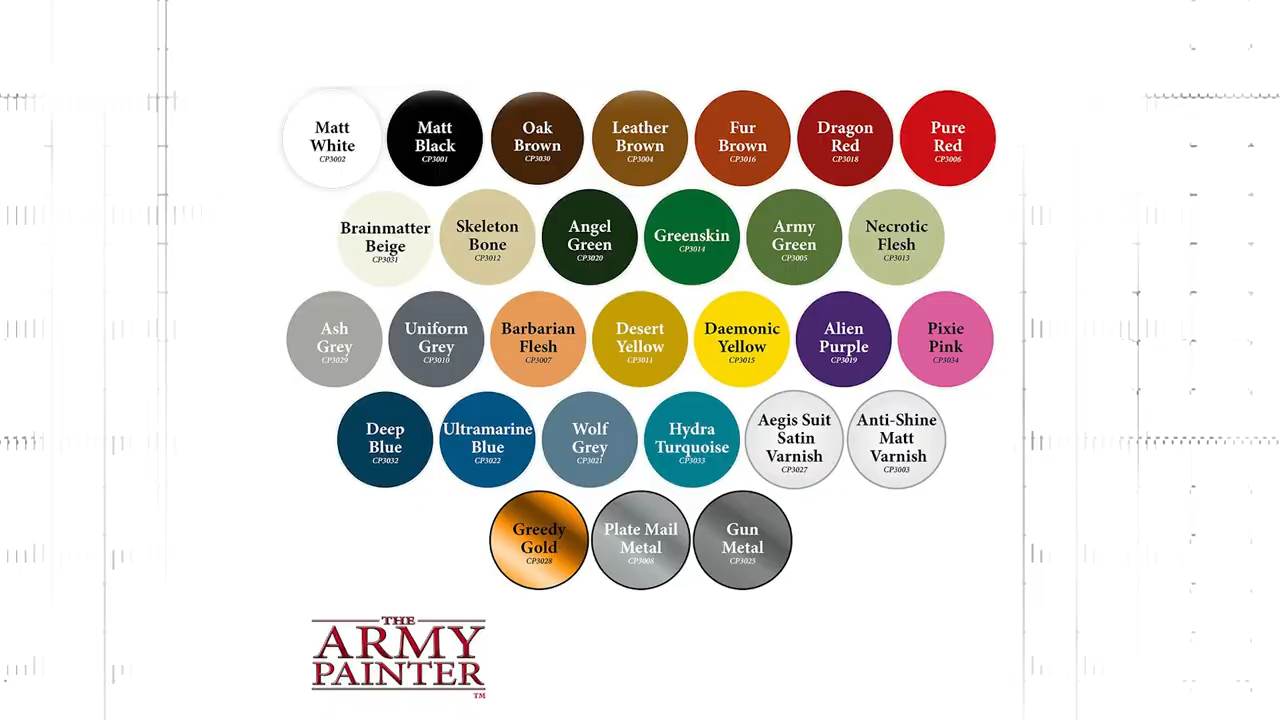 Matt
White
CP3002
Matt
Black
CP3001
Oak
Brown
CP3030
Leather
Brown
CP3004
Fur
Brown
CP3016
Dragon
Red
CP3018
Pure
Red
CP3006
Brainmatter
Beige
CP3031
Skeleton
Bone
CP3012
Angel
Green
CP3020
Greenskin
CP3014
Army
Green
CP3005
Necrotic
Flesh
CP3013
Ash
Grey
CP3029
Uniform
Grey
CP3010
Barbarian
Flesh
CP3007
Desert
Yellow
CP3011
Daemonic
Yellow
CP3015
Alien
Purple
CP3019
Pixie
Pink
CP3034
Deep
Blue
CP3032
Ultramarine
Blue
CP3022
Wolf
Grey
CP3021
Hydra
Turquoise
CP3033
Aegis Suit
Satin
Varnish
CP3027
Anti-Shine
Matt
Varnish
CP3003
Greedy
Gold
CP3028
Plate Mail
Metal
CP3008
Gun
Metal
CP3025
THE
ARMY
PAINTER
TM